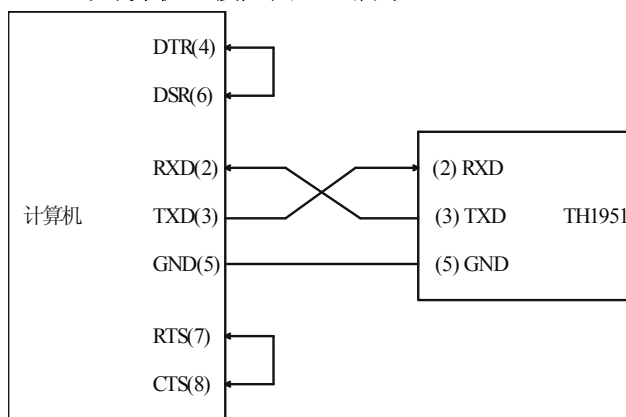 DTR(4)
DSR(6)
RXD(2)
(2) RXD
计算机
TXD(3)
(3) TXD
TH1951
GND(5)
(5) GND
RTS(7)
CTS(8)